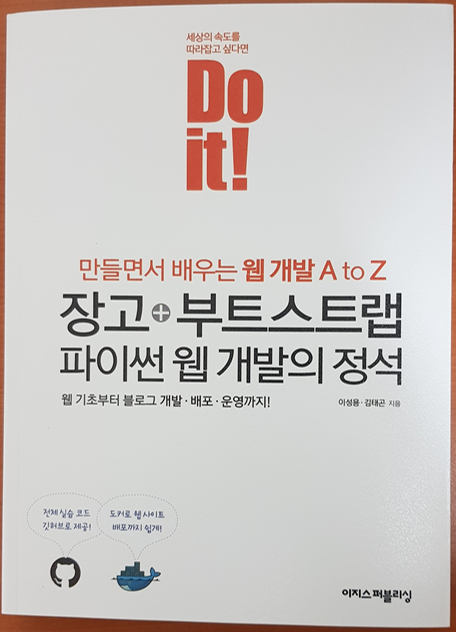 세상의 속도를
따라잡고 싶다면
Do
it!
만들면서 배우는 웹 개발 A to Z
장고+부트스트랩
파이썬 웹 개발의 정석
웹 기초부터 블로그 개발·배포·운영까지!
이성용·김태곤 지음
전체 실습 코드
깃허브로 제공!
도커로 웹 사이트
배포까지 쉽게!
이지스퍼블리싱